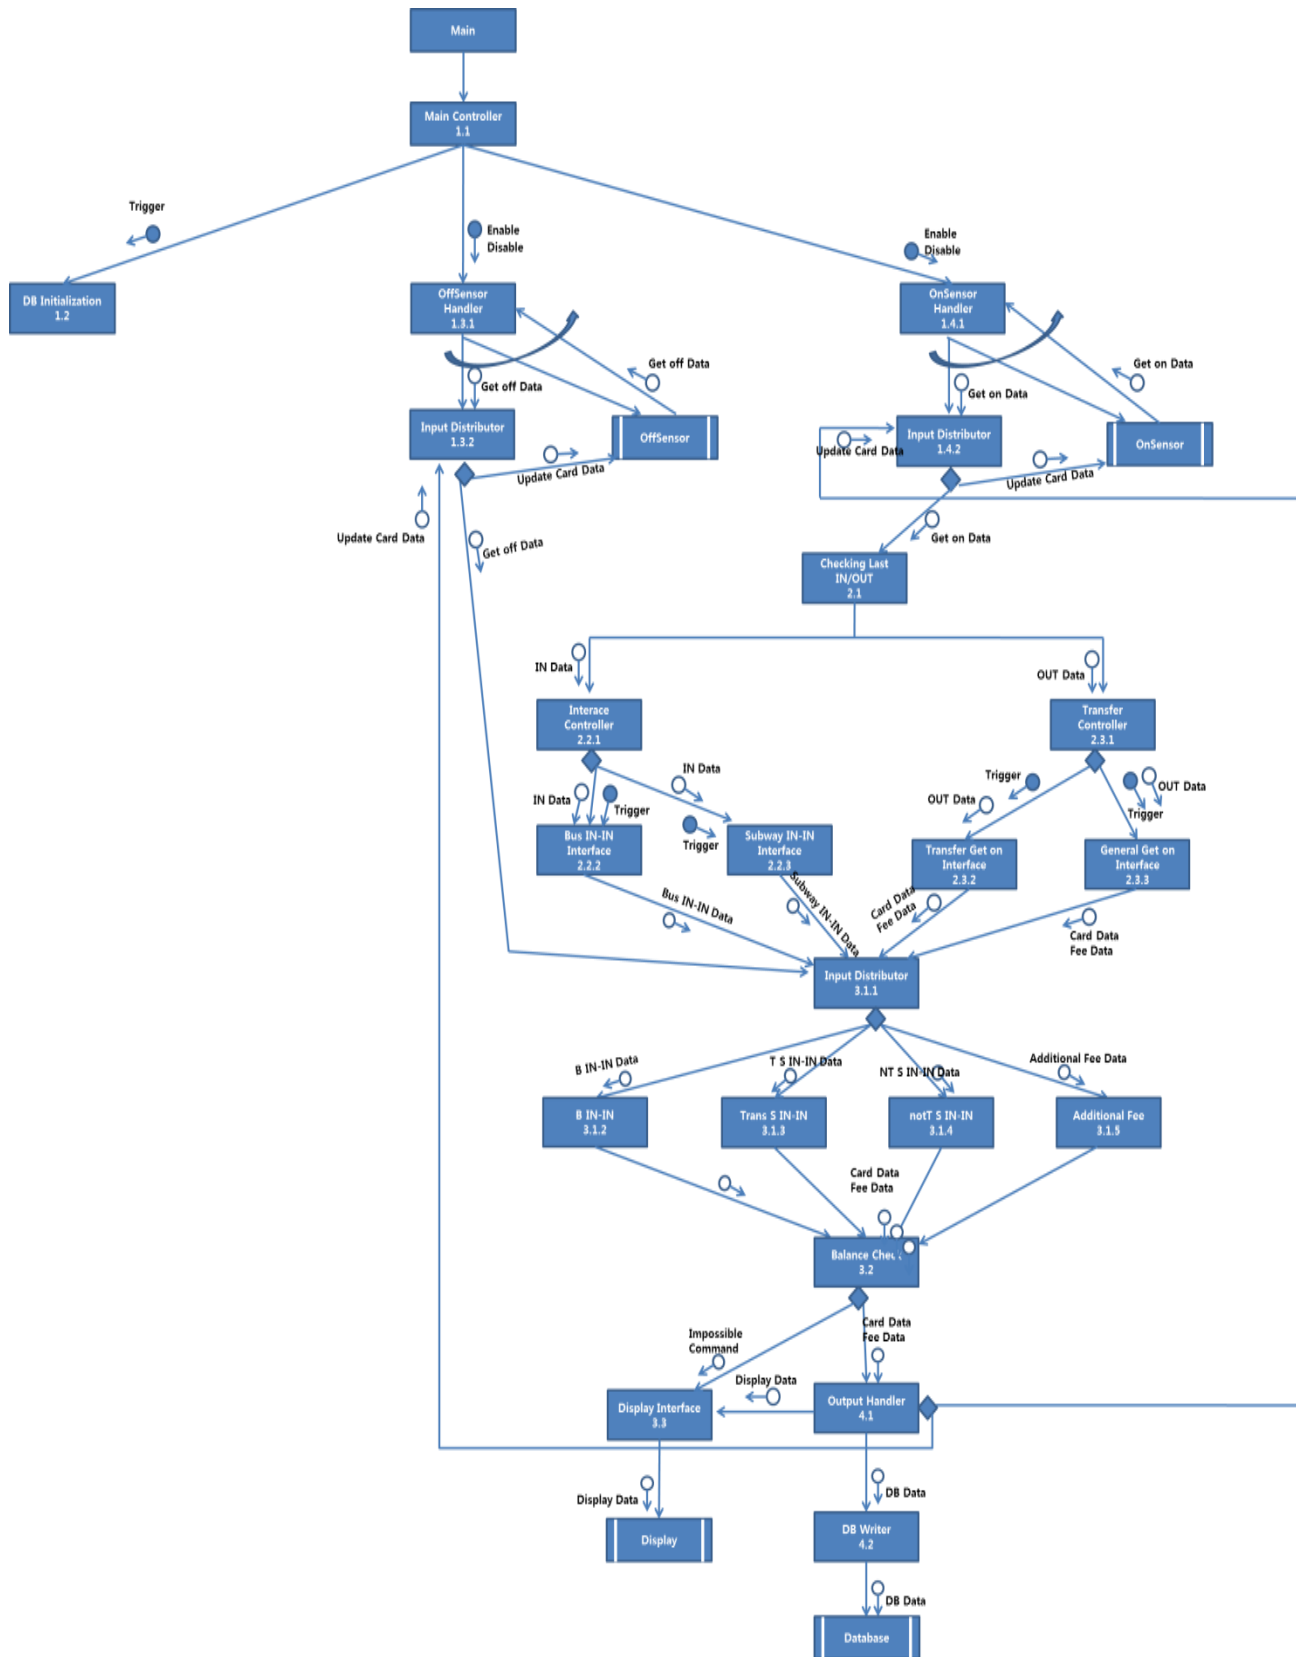 Main
Main Controller
1.1
Trigger
Enable
Disable
Enable
Disable
DB Initialization
1.2
OffSensor
Handler
1.3.1
OnSensor
Handler
1.4.1
Get off Data
Get on Data
Get off Data
Get on Data
Input Distributor
1.3.2
OffSensor
Input Distributor
1.4.2
OnSensor
Update Card Data
Update Card Data
Update Card Data
Update Card Data
Get off Data
Get on Data
Checking Last
IN/OUT
2.1
IN Data
OUT Data
Interace
Controller
2.2.1
Transfer
Controller
2.3.1
IN Data
Trigger
IN Data
Trigger
OUT Data
Trigger
OUT Data
Trigger
Bus IN-IN
Interface
2.2.2
Subway IN-IN
Interface
2.2.3
Transfer Get on
Interface
2.3.2
General Get on
Interface
2.3.3
Bus IN-IN Data
Subway IN-IN Data
Card Data
Fee Data
Card Data
Fee Data
Input Distributor
3.1.1
B IN-IN Data
T S IN-IN Data
NT S IN-IN Data
Additional Fee Data
B IN-IN
3.1.2
Trans S IN-IN
3.1.3
notT S IN-IN
3.1.4
Additional Fee
3.1.5
Card Data
Fee Data
Balance Check
3.2
Impossible
Command
Card Data
Fee Data
Display Data
Display Interface
3.3
Output Handler
4.1
Display Data
DB Data
Display
DB Writer
4.2
DB Data
Database